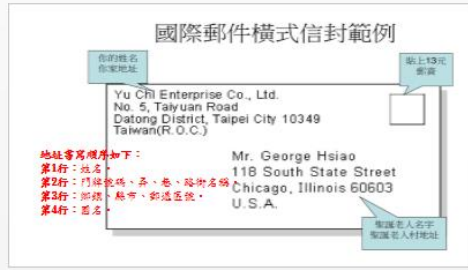 國際郵件橫式信封範例
你的姓名
你家地址
貼上13元
郵資
Yu Chi Enterprise Co., Ltd.
No. 5, Taiyuan Road
Datong District, Taipei City 10349
Taiwan(R.O.C.)
地址書寫順序如下：
第1行：姓名。
第2行：門牌號碼、弄、巷、路街名稱。
第3行：鄉鎮、縣市、郵遞區號。
第4行：國名。
Mr. George Hsiao
118 South State Street
Chicago, Illinois 60603
U.S.A.
聖誕老人名字
聖誕老人村地址